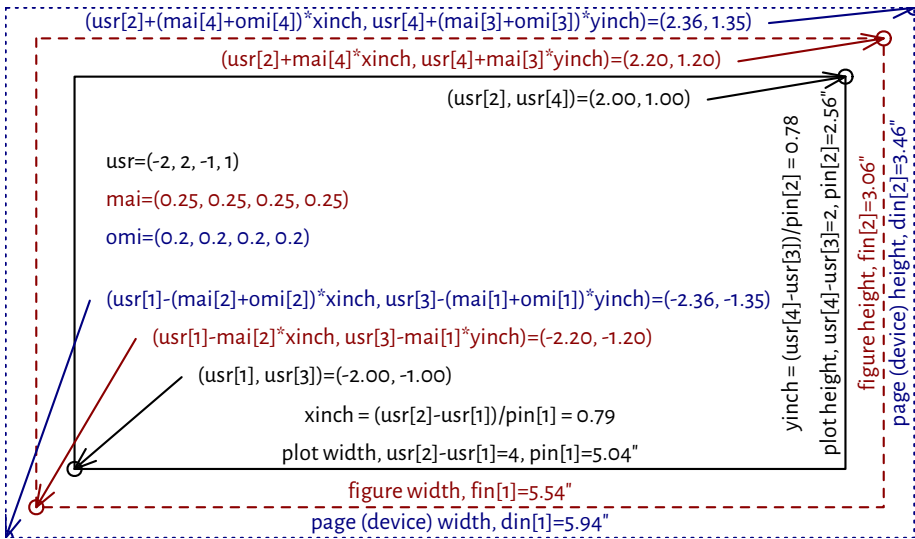 (usr[2]+(mai[4]+omi[4])*xinch, usr[4]+(mai[3]+omi[3])*yinch)=(2.36, 1.35)
(usr[2]+mai[4]*xinch, usr[4]+mai[3]*yinch)=(2.20, 1.20)
(usr[2], usr[4])=(2.00, 1.00)
usr=(-2, 2, -1, 1)
mai=(0.25, 0.25, 0.25, 0.25)
omi=(0.2, 0.2, 0.2, 0.2)
(usr[1]-(mai[2]+omi[2])*xinch, usr[3]-(mai[1]+omi[1])*yinch)=(-2.36, -1.35)
(usr[1]-mai[2]*xinch, usr[3]-mai[1]*yinch)=(-2.20, -1.20)
(usr[1], usr[3])=(-2.00, -1.00)
xinch = (usr[2]-usr[1])/pin[1] = 0.79
plot width, usr[2]-usr[1]=4, pin[1]=5.04"
figure width, fin[1]=5.54"
page (device) width, din[1]=5.94"
yinch = (usr[4]-usr[3])/pin[2] = 0.78
plot height, usr[4]-usr[3]=2, pin[2]=2.56"
figure height, fin[2]=3.06"
page (device) height, din[2]=3.46"